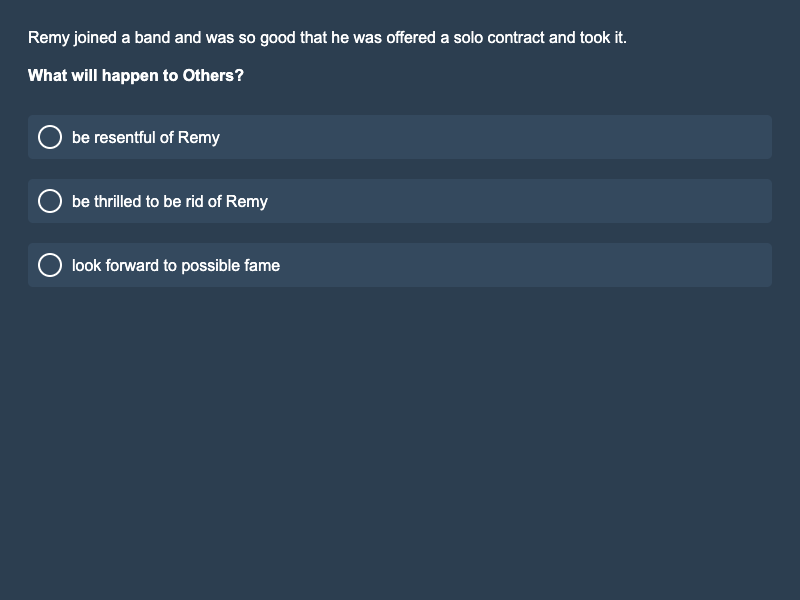 Remy joined a band and was so good that he was offered a solo contract and took it.
What will happen to Others?
be resentful of Remy
be thrilled to be rid of Remy
look forward to possible fame